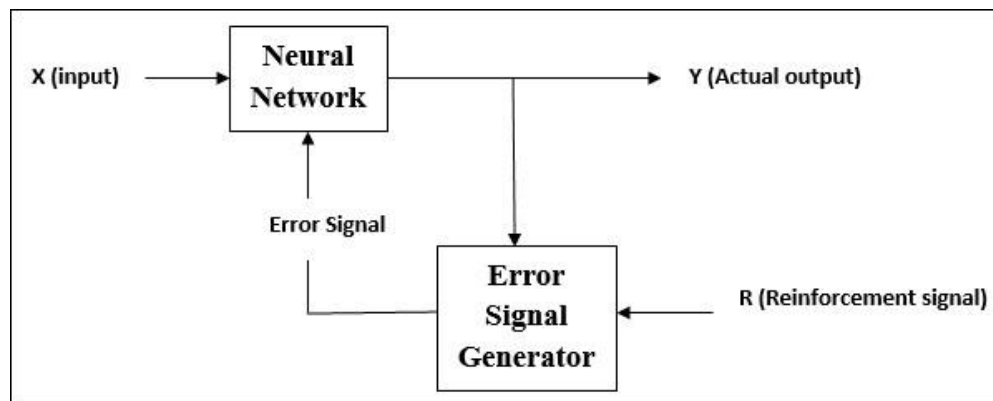 X (input)
Neural
Network
Y (Actual output)
Error Signal
Error
Signal
Generator
R (Reinforcement signal)